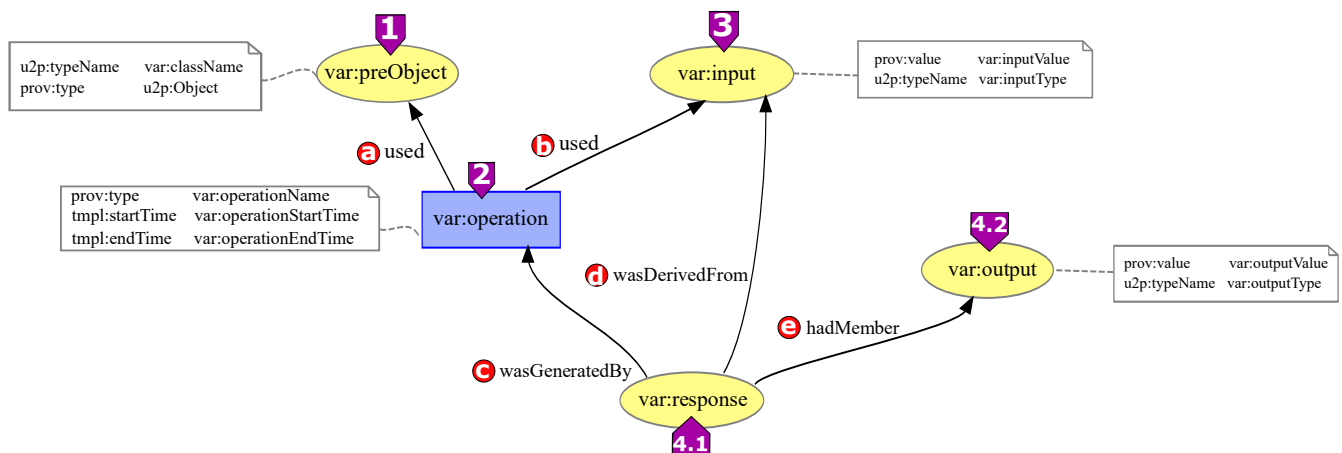 1
3
u2p:typeName var:className
prov:type u2p:Object
var:preObject
var:input
prov:value var:inputValue
u2p:typeName var:inputType
a used
b used
2
prov:type var:operationName
tmpl:startTime var:operationStartTime
tmpl:endTime var:operationEndTime
var:operation
4.2
var:output
prov:value var:outputValue
u2p:typeName var:outputType
d wasDerivedFrom
e hadMember
c wasGeneratedBy
var:response
4.1